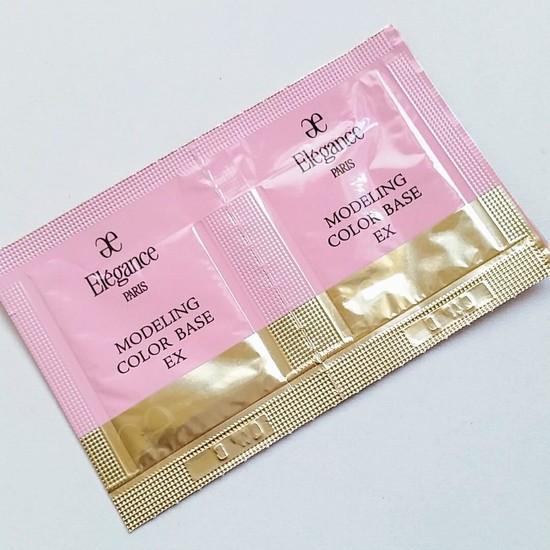 Elégance
PARIS
MODELING
COLOR BASE
EX
Elégance
PARIS
MODELING
COLOR BASE
EX